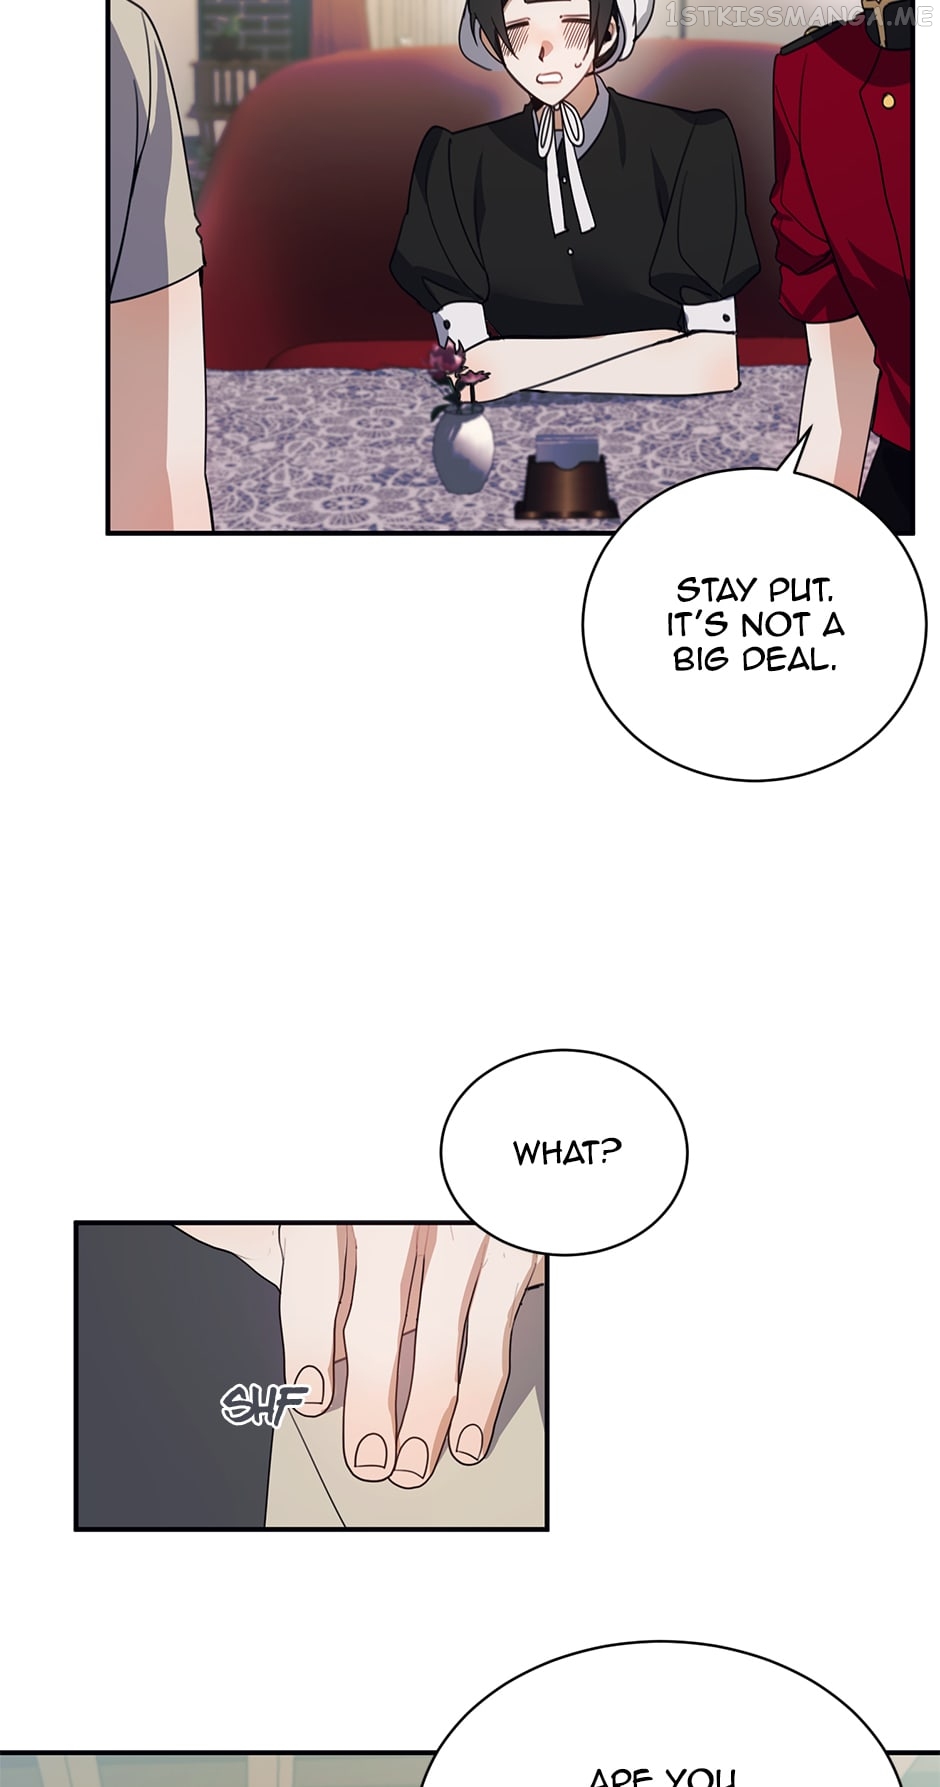 1STKISSMANGA.ME
STAY PUT.
IT'S NOT A
BIG DEAL.
WHAT?
SHF
ARE YOU